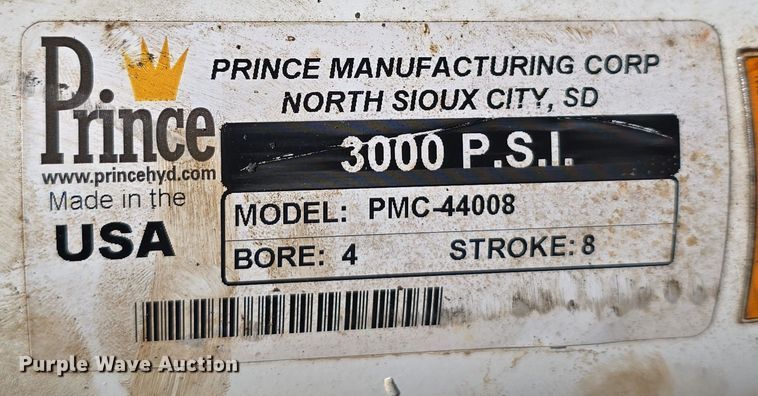 Prince
www.princehyd.com
Made in the
USA
PRINCE MANUFACTURING CORP
NORTH SIOUX CITY, SD
3000 P.S.I.
MODEL: PMC-44008
BORE: 4 STROKE: 8
Purple Wave Auction